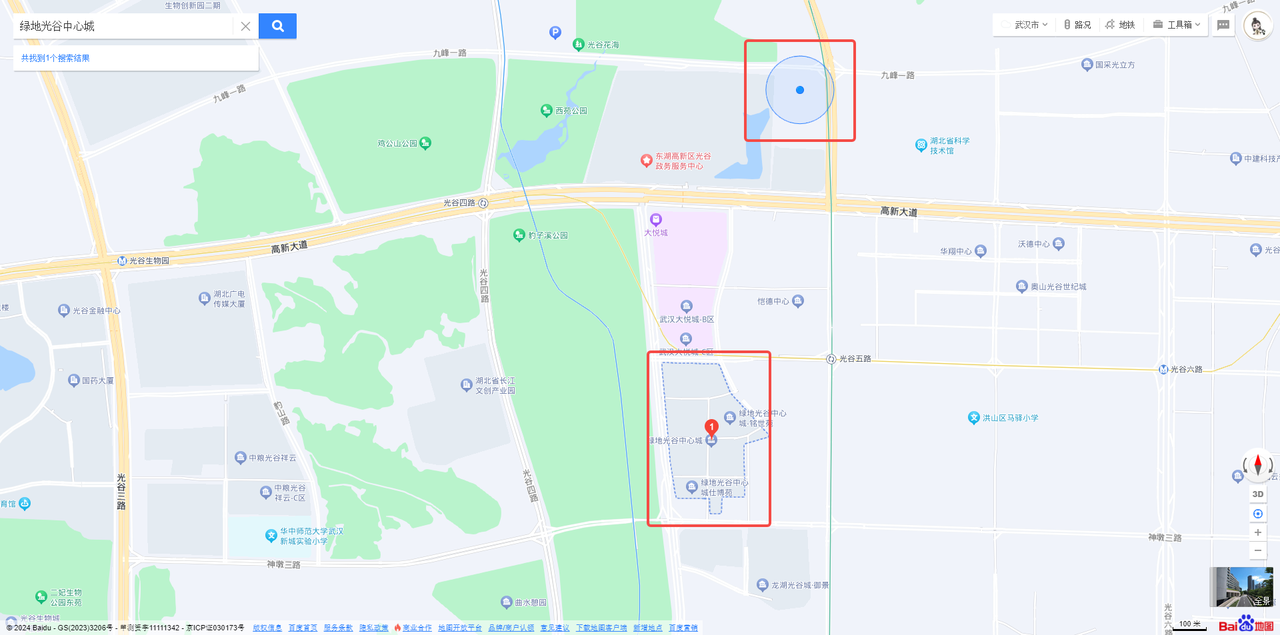 生物创新园二期
九峰一路
绿地光谷中心城
武汉市
路况
地铁
工具箱
共找到1个搜索结果
P
光谷花海
九峰一路
九峰一路
国采光立方
西苑公园
鸡公山公园
湖北省科学
技术馆
东湖高新区光谷
政务服务中心
中建科技产
光谷四路
高新大道
大悦城
豹子溪公园
高新大道
华翔中心
沃德中心
光谷
光谷生物园
光谷四路
湖北广电
传媒大厦
楼
光谷金融中心
武汉大悦城-B区
恺德中心
奥山光谷世纪城
武汉大悦城-C区
光谷五路
光谷六路
国药大厦
湖北省长江
文创产业园
豹山路
绿地光谷中心
1
绿地光谷中心城
洪山区马驿小学
中粮光谷祥云
光谷三路
光谷四路
绿地光谷中心
城仕博苑
中粮光谷
祥云-C区
3D
育馆
华中师范大学武汉
新城实验小学
神墩三路
神墩三路
龙湖光谷城-御景
二妃生物
公园东苑
曲水憩园
光谷六路
全景
光谷生物城
© 2024 Baidu - GS(2023)3206号 - 甲测资字11111342 - 京ICP证030173号
版权信息
百度首页
服务条款
隐私政策
商业合作
地图开放平台
品牌/商户认领
意见建议
下载地图客户端
新增地点
百度营销
100 米
Bai 地图